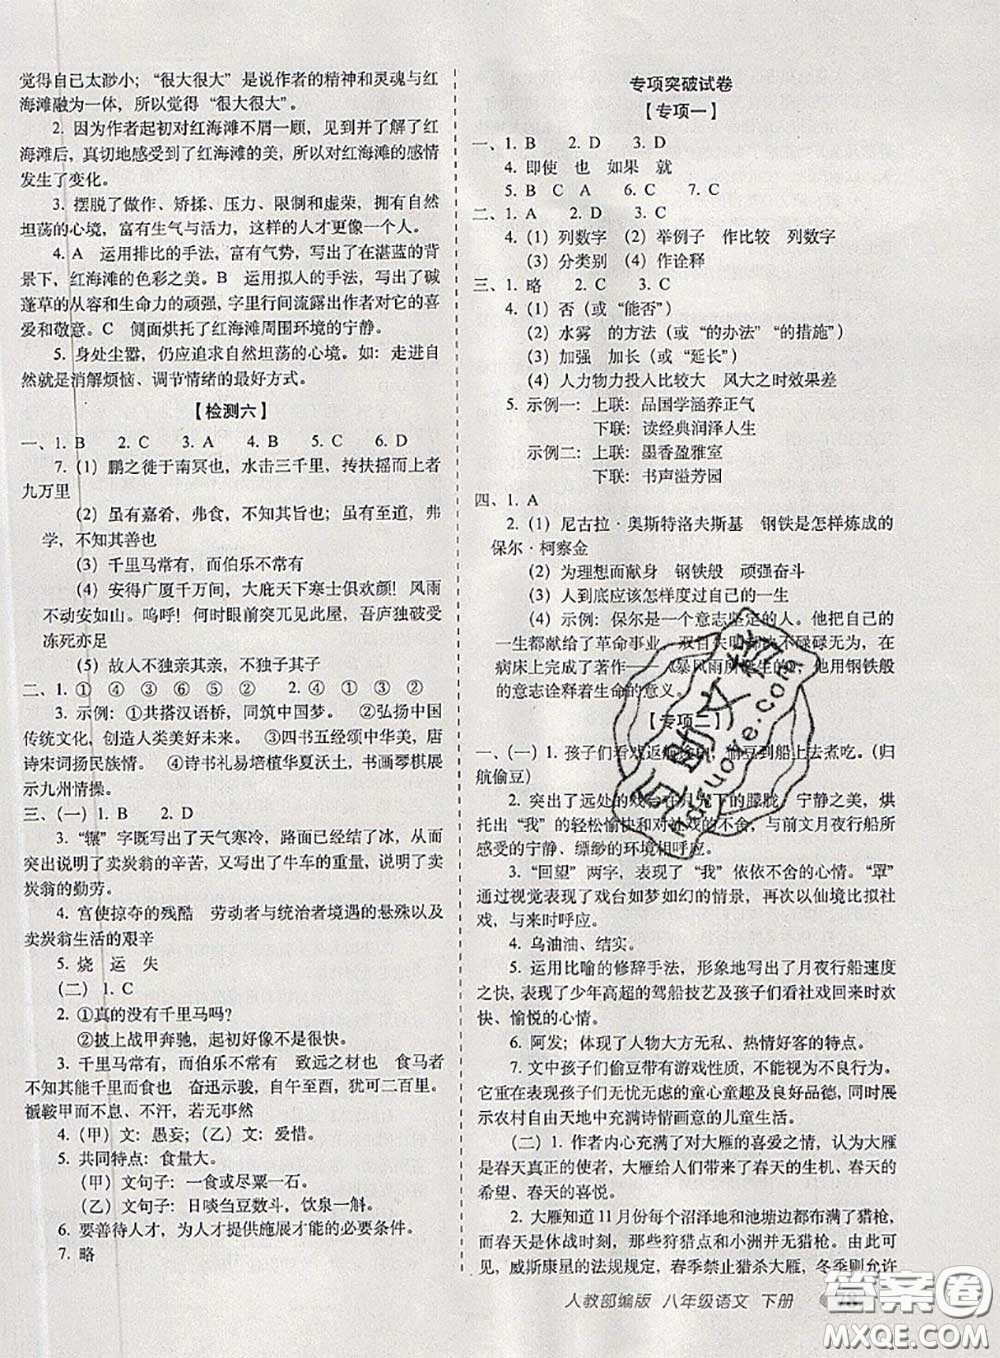 觉得自己太渺小；“很大很大”是说作者的精神和灵魂与红
海滩融为一体，所以觉得“很大很大”。
2. 因为作者起初对红海滩不屑一顾，见到并了解了红
海滩后，真切地感受到了红海滩的美，所以对红海滩的感情
发生了变化。
3. 摆脱了做作、矫揉、压力、限制和虚荣，拥有自然
坦荡的心境，富有生气与活力，这样的人才更像一个人。
4. A 运用排比的手法，富有气势，写出了在湛蓝的背
景下，红海滩的色彩之美。B 运用拟人的手法，写出了碱
蓬草的从容和生命力的顽强，字里行间流露出作者对它的喜
爱和敬意。C 侧面烘托了红海滩周围环境的宁静。
5. 身处尘嚣，仍应追求自然坦荡的心境。如：走进自
然就是消解烦恼、调节情绪的最好方式。
【检测六】
一、1. B 2. C 3. A 4. B 5. C 6. D
7.（1）鹏之徙于南冥也，水击三千里，抟扶摇而上者
九万里
（2）虽有嘉肴，弗食，不知其旨也；虽有至道，弗
学，不知其善也
（3）千里马常有，而伯乐不常有
（4）安得广厦千万间，大庇天下寒士俱欢颜！风雨
不动安如山。呜呼！何时眼前突兀见此屋，吾庐独破受
冻死亦足
（5）故人不独亲其亲，不独子其子
二、1. ① ④ ③ ⑥ ⑤ ② 2. ④ ① ③ ②
3. 示例：①共搭汉语桥，同筑中国梦。 ②弘扬中国
传统文化，创造人类美好未来。 ③四书五经颂中华美，唐
诗宋词扬民族情。 ④诗书礼易培植华夏沃土，书画琴棋展
示九州情操。
三、（一）1. B 2. D
3. “辗”字既写出了天气寒冷，路面已经结了冰，从而
突出说明了卖炭翁的辛苦，又写出了牛车的重量，说明了卖
炭翁的勤劳。
4. 宫使掠夺的残酷 劳动者与统治者境遇的悬殊以及
卖炭翁生活的艰辛
5. 烧 运 失
（二）1. C
2. ①真的没有千里马吗？
②披上战甲奔驰，起初好像不是很快。
3. 千里马常有，而伯乐不常有 致远之材也 食马者
不知其能千里而食也 奋迅示骏，自午至酉，犹可二百里。
褫鞍甲而不息、不汗，若无事然
4.（甲）文：愚妄；（乙）文：爱惜。
5. 共同特点：食量大。
（甲）文句子：一食或尽粟一石。
（乙）文句子：日啖刍豆数斗，饮泉一斛。
6. 要善待人才，为人才提供施展才能的必要条件。
7. 略
专项突破试卷
【专项一】
一、1. B 2. D 3. D
4. 即使 也 如果 就
5. B C A 6. C 7. C
二、1. A 2. D 3. C
4.（1）列数字 （2）举例子 作比较 列数字
（3）分类别 （4）作诠释
三、1. 略 2. C 3. C
4.（1）否（或“能否”）
（2）水雾 的方法（或“的办法”“的措施”）
（3）加强 加长（或“延长”）
（4）人力物力投入比较大 风大之时效果差
5. 示例一：上联：品国学涵养正气
下联：读经典润泽人生
示例二：上联：墨香盈雅室
下联：书声溢芳园
四、1. A
2.（1）尼古拉·奥斯特洛夫斯基 钢铁是怎样炼成的
保尔·柯察金
（2）为理想而献身 钢铁般 顽强奋斗
（3）人到底应该怎样度过自己的一生
（4）示例：保尔是一个意志坚定的人。他把自己的
一生都献给了革命事业，双目失明都决不碌碌无为，在
病床上完成了著作——《暴风雨所诞生的》，他用钢铁般
的意志诠释着生命的意义。
【专项二】
一、（一）1. 孩子们看戏返航途中，偷豆到船上去煮吃。（归
航偷豆）
2. 突出了远处的戏台在月光下的朦胧、宁静之美，烘
托出“我”的轻松愉快和对社戏的不舍，与前文月夜行船所
感受的宁静、缥缈的环境相呼应。
3. “回望”两字，表现了“我”依依不舍的心情。“罩”
通过视觉表现了戏台如梦如幻的情景，再次以仙境比拟社
戏，与来时呼应。
4. 乌油油、结实。
5. 运用比喻的修辞手法，形象地写出了月夜行船速度
之快，表现了少年高超的驾船技艺及孩子们看社戏回来时欢
快、愉悦的心情。
6. 阿发；体现了人物大方无私、热情好客的特点。
7. 文中孩子们偷豆带有游戏性质，不能视为不良行为。
它重在表现孩子们无忧无虑的童心童趣及良好品德，同时展
示农村自由天地中充满诗情画意的儿童生活。
（二）1. 作者内心充满了对大雁的喜爱之情，认为大雁
是春天真正的使者，大雁给人们带来了春天的生机、春天的
希望、春天的喜悦。
2. 大雁知道11月份每个沼泽地和池塘边都布满了猎枪，
而春天是休战时刻，那些狩猎点和小洲并无猎枪。由此可
见，威斯康星的法规规定，春季禁止猎杀大雁，冬季则允许
人教部编版 八年级语文 下册
答案圈
MXQE.COM